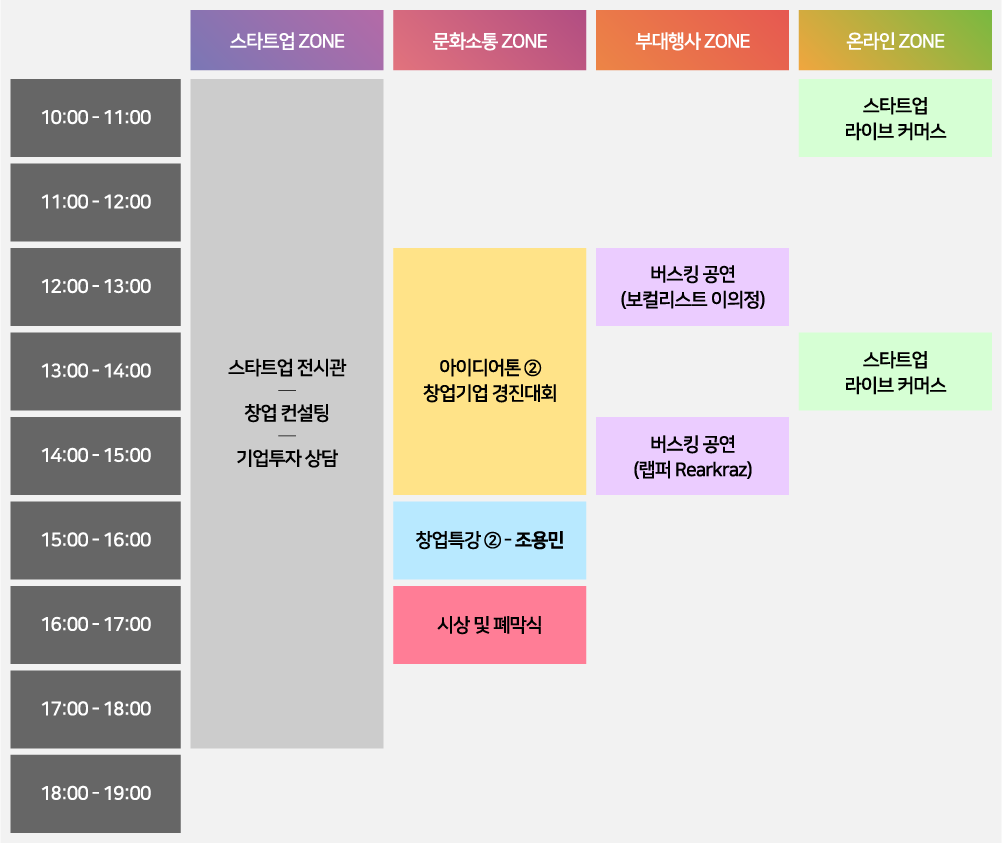 스타트업 ZONE
문화소통 ZONE
부대행사 ZONE
온라인 ZONE
10:00 - 11:00
스타트업
라이브 커머스
11:00 - 12:00
12:00 - 13:00
버스킹 공연
(보컬리스트 이의정)
13:00 - 14:00
스타트업 전시관
창업 컨설팅
기업투자 상담
아이디어톤 ②
창업기업 경진대회
스타트업
라이브 커머스
14:00 - 15:00
버스킹 공연
(랩퍼 Rearkraz)
15:00 - 16:00
창업특강 ② - 조용민
16:00 - 17:00
시상 및 폐막식
17:00 - 18:00
18:00 - 19:00